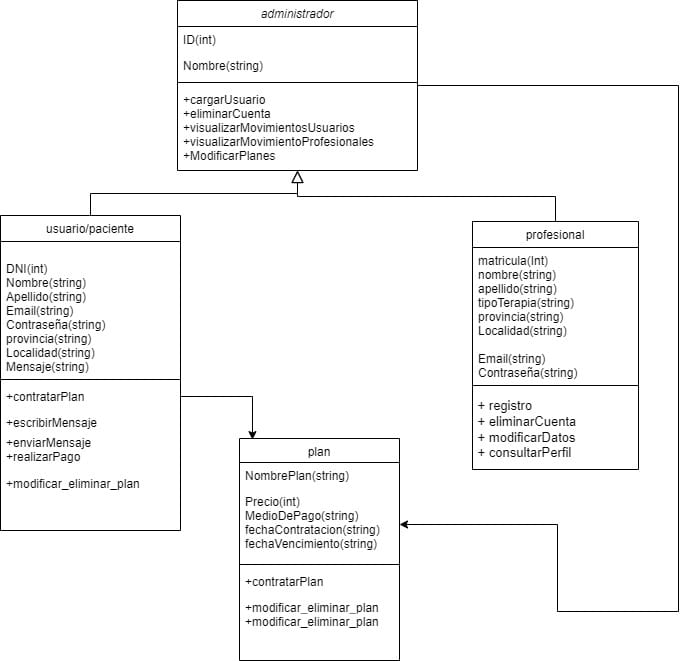 administrador
ID(int)
Nombre(string)
+cargarUsuario
+eliminarCuenta
+visualizarMovimientosUsuarios
+visualizarMovimientoProfesionales
+ModificarPlanes
usuario/paciente
DNI(int)
Nombre(string)
Apellido(string)
Email(string)
Contraseña(string)
provincia(string)
Localidad(string)
Mensaje(string)
+contratarPlan
+escribirMensaje
+enviarMensaje
+realizarPago
+modificar_eliminar_plan
profesional
matricula(Int)
nombre(string)
apellido(string)
tipoTerapia(string)
provincia(string)
Localidad(string)
Email(string)
Contraseña(string)
+ registro
+ eliminarCuenta
+ modificarDatos
+ consultarPerfil
plan
NombrePlan(string)
Precio(int)
MedioDePago(string)
fechaContratacion(string)
fechaVencimiento(string)
+contratarPlan
+modificar_eliminar_plan
+modificar_eliminar_plan